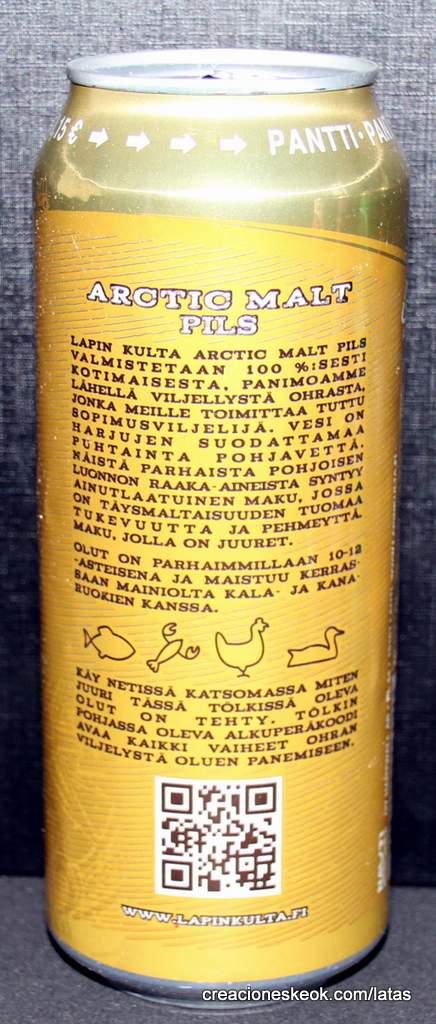 15 € PANTTI · PAN
ARCTIC MALT
PILS
LAPIN KULTA ARCTIC MALT PILS
VALMISTETAAN 100 %:SESTI
KOTIMAISESTA, PANIMOAMME
LÄHELLÄ VILJELLYSTÄ OHRASTA,
JONKA MEILLE TOIMITTAA TUTTU
SOPIMUSVILJELIJÄ. VESI ON
HARJUJEN SUODATTAMAA
PUHTAINTA POHJAVETTÄ.
NÄISTÄ PARHAISTA POHJOISEN
LUONNON RAAKA-AINEISTA SYNTYY
AINUTLAATUINEN MAKU, JOSSA
ON TÄYSMALTAISUUDEN TUOMAA
TUKEVUUTTA JA PEHMEYTTÄ.
MAKU, JOLLA ON JUURET.
OLUT ON PARHAIMMILLAAN 10-12
-ASTEISENA JA MAISTUU KERRAS-
SAAN MAINIOLTA KALA- JA KANA-
RUOKIEN KANSSA.
KÄY NETISSÄ KATSOMASSA MITEN
JUURI TÄSSÄ TÖLKISSÄ OLEVA
OLUT ON TEHTY. TÖLKIN
POHJASSA OLEVA ALKUPERÄKOODI
AVAA KAIKKI VAIHEET OHRAN
VILJELYSTÄ OLUEN PANEMISEEN.
WWW.LAPINKULTA.FI
creacioneskeok.com/latas